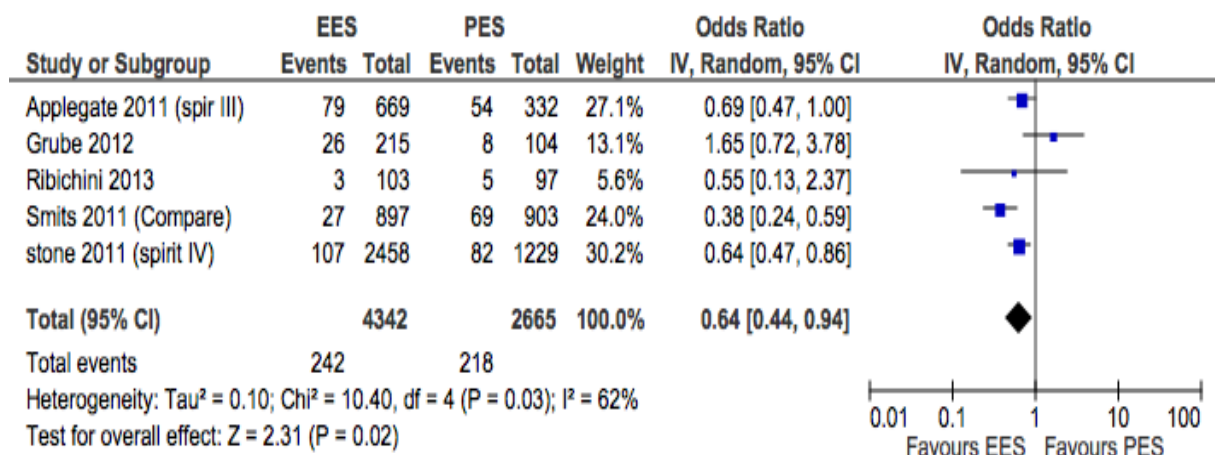 EES PES Odds Ratio Odds Ratio
Study or Subgroup Events Total Events Total Weight IV, Random, 95% CI IV, Random, 95% CI
Applegate 2011 (spir III) 79 669 54 332 27.1% 0.69 [0.47, 1.00]
Grube 2012 26 215 8 104 13.1% 1.65 [0.72, 3.78]
Ribichini 2013 3 103 5 97 5.6% 0.55 [0.13, 2.37]
Smits 2011 (Compare) 27 897 69 903 24.0% 0.38 [0.24, 0.59]
stone 2011 (spirit IV) 107 2458 82 1229 30.2% 0.64 [0.47, 0.86]
Total (95% CI) 4342 2665 100.0% 0.64 [0.44, 0.94]
Total events 242 218
Heterogeneity: Tau² = 0.10; Chi² = 10.40, df = 4 (P = 0.03); I² = 62%
Test for overall effect: Z = 2.31 (P = 0.02)
0.01 0.1 1 10 100
Favours EES Favours PES